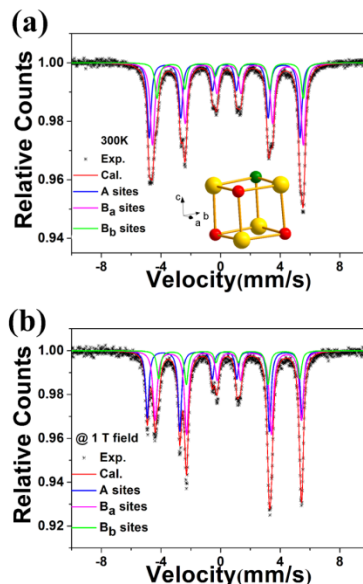 (a)
1.00
0.98
0.96
0.94
Relative Counts
300K
Exp.
Cal.
A sites
Ba sites
Bb sites
c
b
a
-8 -4 0 4 8
Velocity(mm/s)
(b)
1.00
0.98
0.96
0.94
0.92
Relative Counts
@ 1 T field
Exp.
Cal.
A sites
Ba sites
Bb sites
-8 -4 0 4 8
Velocity(mm/s)